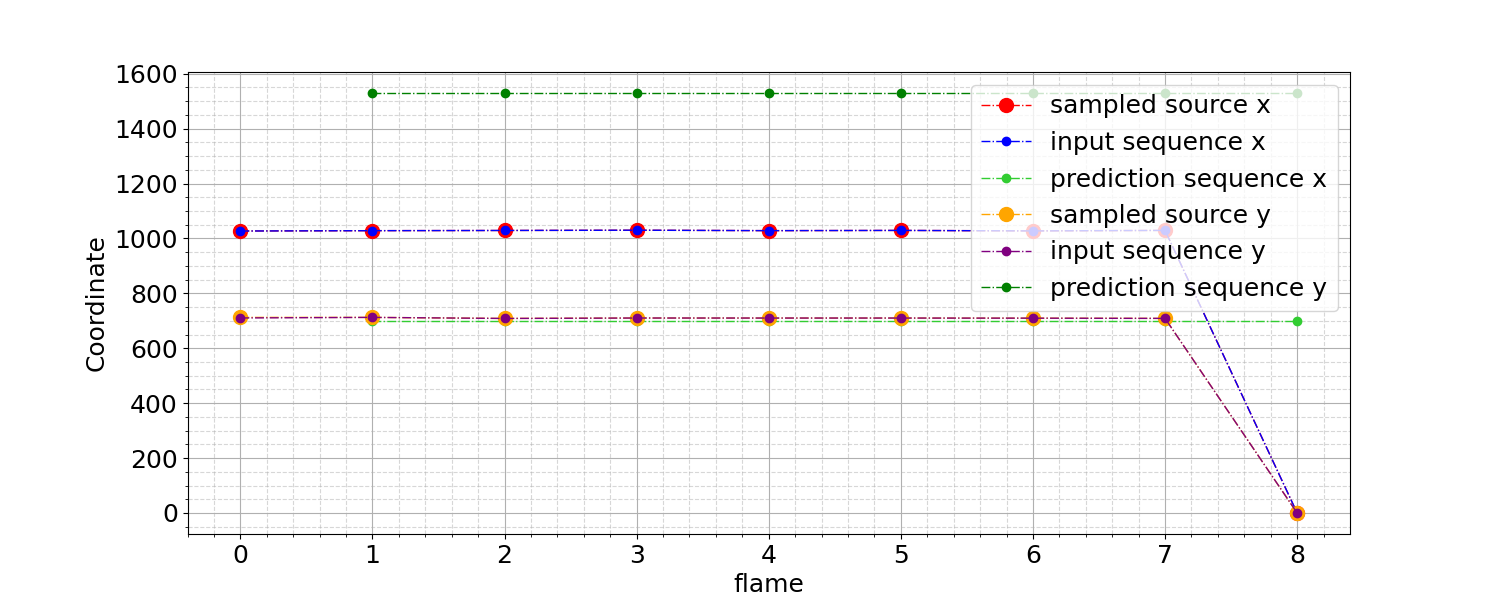 1600
1400
1200
1000
800
600
400
200
0
Coordinate
sampled source x
input sequence x
prediction sequence x
sampled source y
input sequence y
prediction sequence y
0 1 2 3 4 5 6 7 8
flame